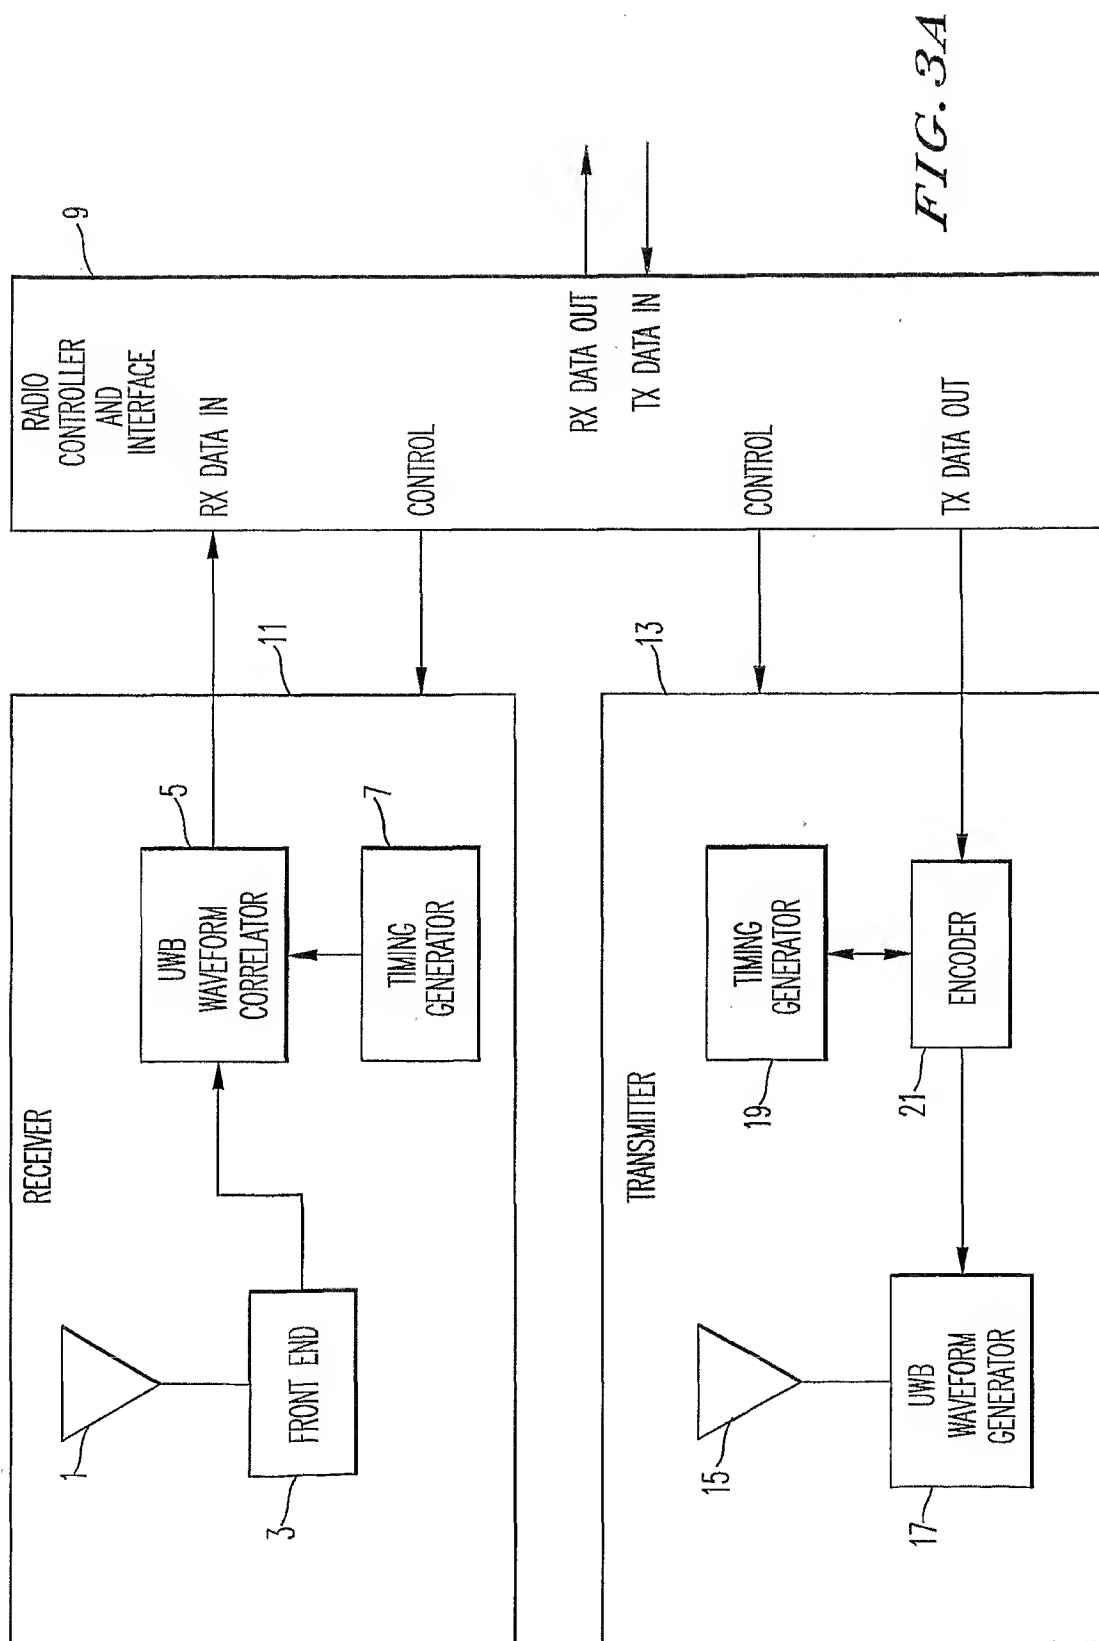 RECEIVER
1
FRONT END
3
UWB
WAVEFORM
CORRELATOR
5
TIMING
GENERATOR
7
11
RADIO
CONTROLLER
AND
INTERFACE
9
RX DATA IN
CONTROL
RX DATA OUT
TX DATA IN
CONTROL
TX DATA OUT
TRANSMITTER
13
15
UWB
WAVEFORM
GENERATOR
17
TIMING
GENERATOR
19
ENCODER
21
FIG. 3A